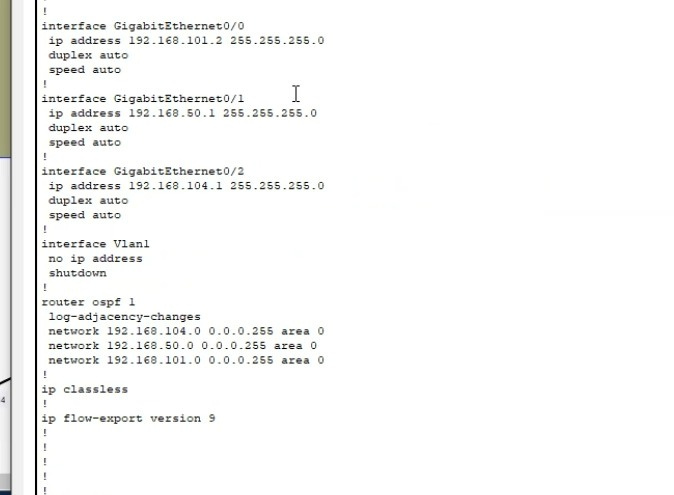 !
interface GigabitEthernet0/0
ip address 192.168.101.2 255.255.255.0
duplex auto
speed auto
!
interface GigabitEthernet0/1
ip address 192.168.50.1 255.255.255.0
duplex auto
speed auto
!
interface GigabitEthernet0/2
ip address 192.168.104.1 255.255.255.0
duplex auto
speed auto
!
interface Vlan1
no ip address
shutdown
!
router ospf 1
log-adjacency-changes
network 192.168.104.0 0.0.0.255 area 0
network 192.168.50.0 0.0.0.255 area 0
network 192.168.101.0 0.0.0.255 area 0
!
ip classless
!
4
ip flow-export version 9
!
!
!
!
!